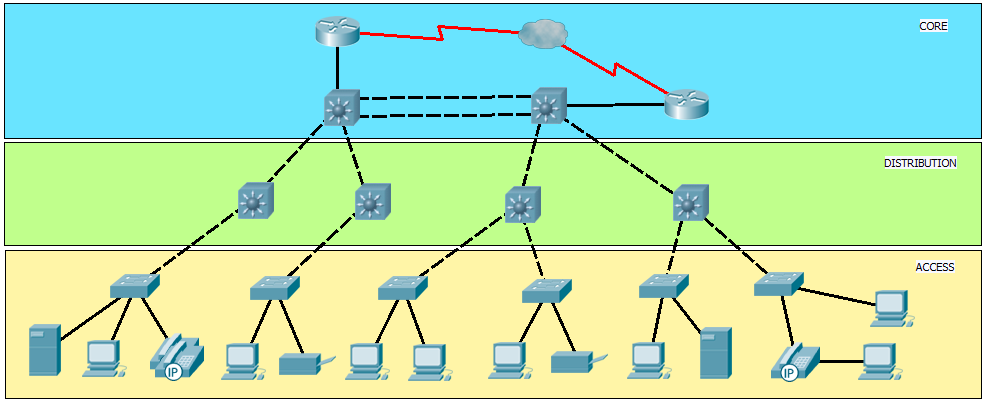 CORE
DISTRIBUTION
ACCESS
IP
IP